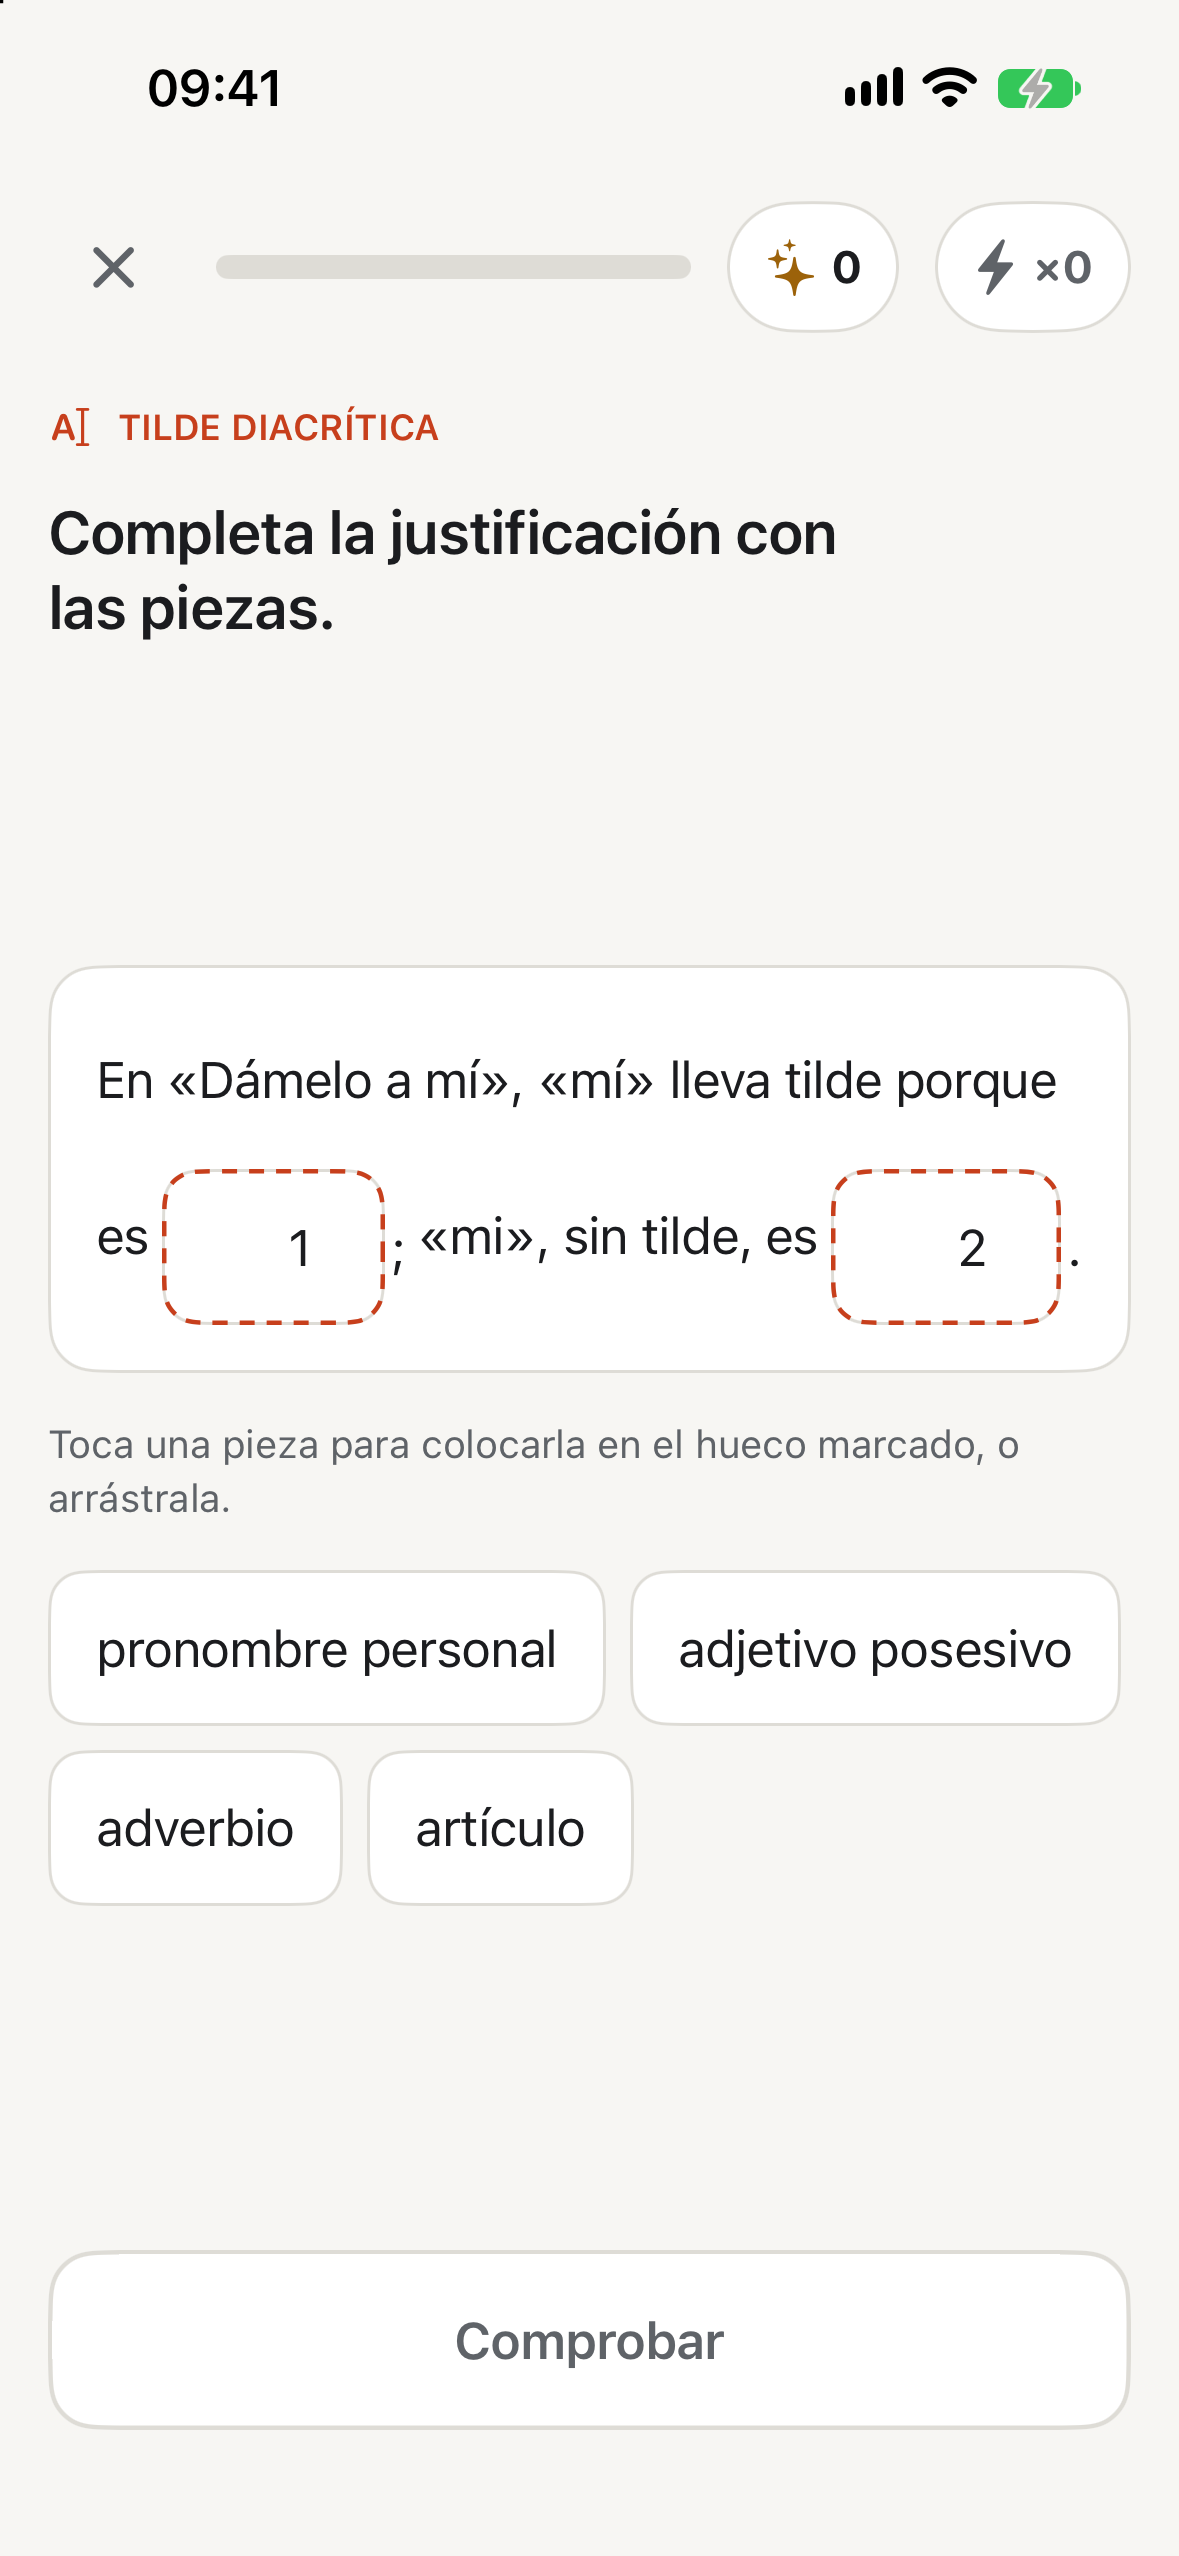 09:41
0
×0
TILDE DIACRÍTICA
Completa la justificación con
las piezas.
En «Dámelo a mí», «mí» lleva tilde porque
es 1 ; «mi», sin tilde, es 2 .
Toca una pieza para colocarla en el hueco marcado, o
arrástrala.
pronombre personal
adjetivo posesivo
adverbio
artículo
Comprobar